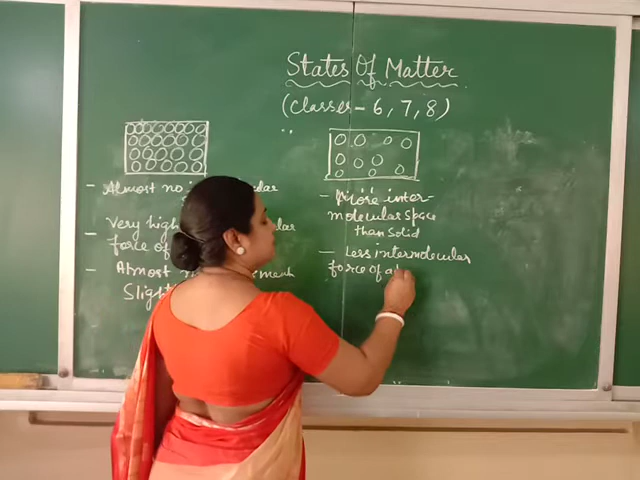 States Of Matter
(Classes - 6, 7, 8)
- Almost no
- Very high
force of
- Almost
- More inter-
molecular space
than solid
- Less intermolecular
force of